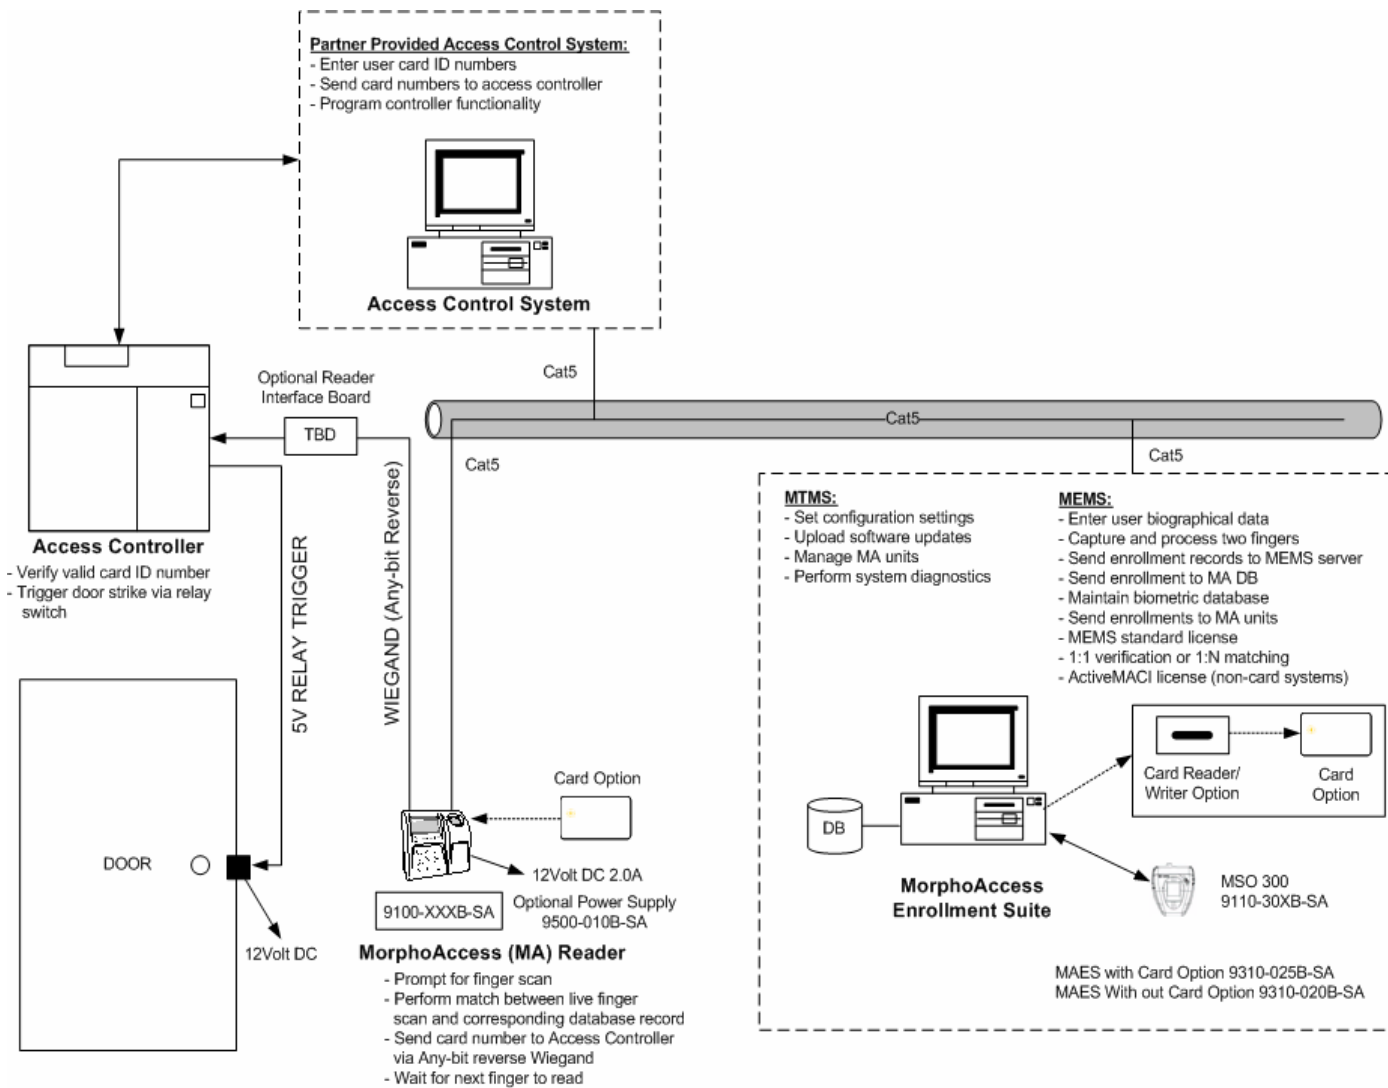 Partner Provided Access Control System:
- Enter user card ID numbers
- Send card numbers to access controller
- Program controller functionality
Access Control System
Cat5
Optional Reader
Interface Board
TBD
Cat5
Cat5
Cat5
Access Controller
- Verify valid card ID number
- Trigger door strike via relay
switch
5V RELAY TRIGGER
WIEGAND (Any-bit Reverse)
MTMS:
- Set configuration settings
- Upload software updates
- Manage MA units
- Perform system diagnostics
MEMS:
- Enter user biographical data
- Capture and process two fingers
- Send enrollment records to MEMS server
- Send enrollment to MA DB
- Maintain biometric database
- Send enrollments to MA units
- MEMS standard license
- 1:1 verification or 1:N matching
- ActiveMACI license (non-card systems)
Card Reader/
Writer Option
Card
Option
DB
MorphoAccess
Enrollment Suite
MSO 300
9110-30XB-SA
MAES with Card Option 9310-025B-SA
MAES With out Card Option 9310-020B-SA
DOOR
12Volt DC
Card Option
12Volt DC 2.0A
Optional Power Supply
9500-010B-SA
9100-XXXB-SA
MorphoAccess (MA) Reader
- Prompt for finger scan
- Perform match between live finger
scan and corresponding database record
- Send card number to Access Controller
via Any-bit reverse Wiegand
- Wait for next finger to read